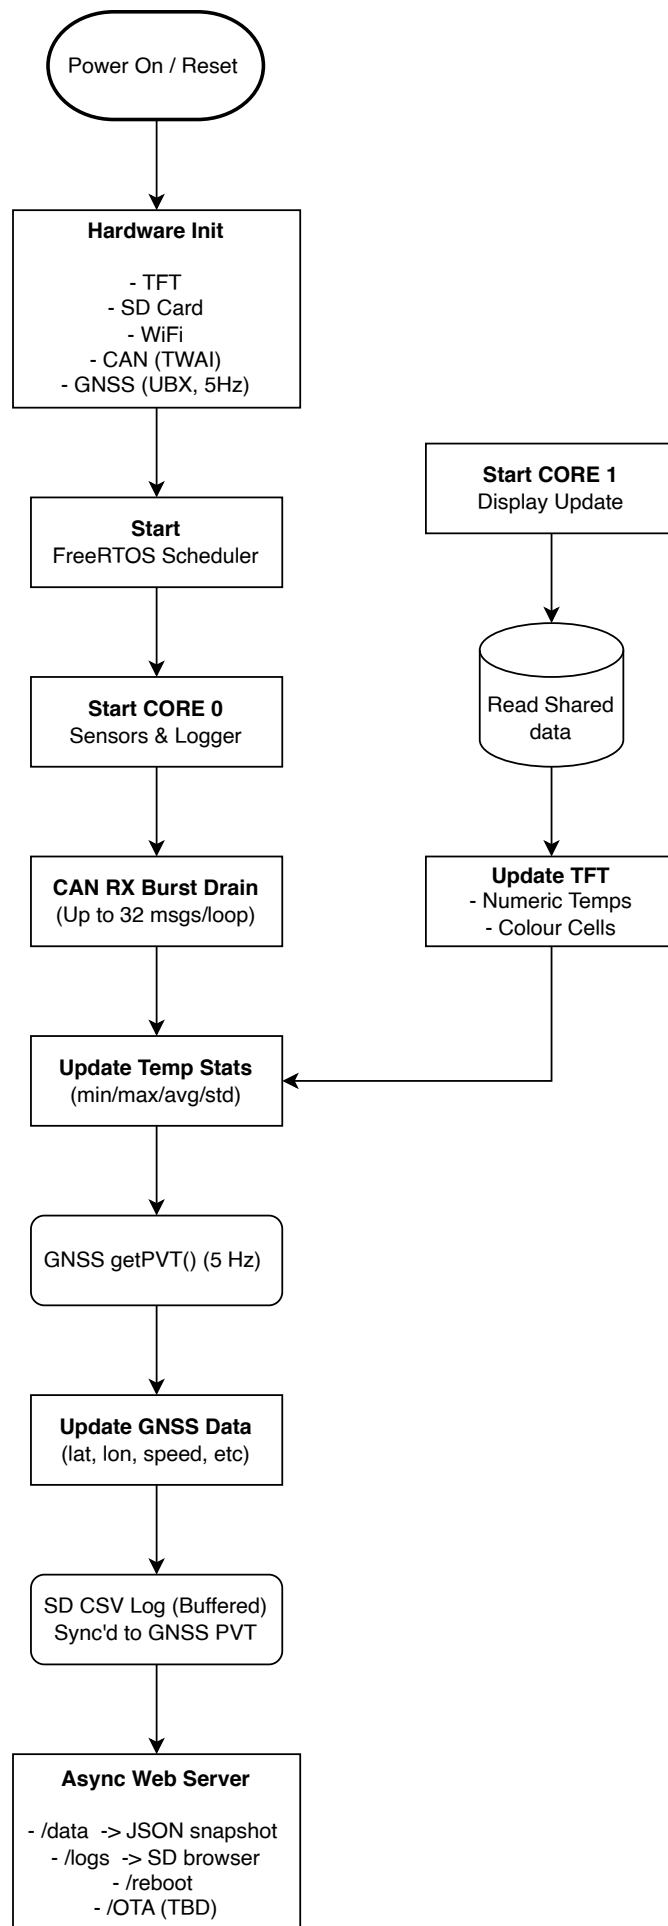 Power On / Reset
Hardware Init
- TFT
- SD Card
- WiFi
- CAN (TWAI)
- GNSS (UBX, 5Hz)
Start
FreeRTOS Scheduler
Start CORE 0
Sensors & Logger
CAN RX Burst Drain
(Up to 32 msgs/loop)
Update Temp Stats
(min/max/avg/std)
GNSS getPVT() (5 Hz)
Update GNSS Data
(lat, lon, speed, etc)
SD CSV Log (Buffered)
Sync'd to GNSS PVT
Async Web Server
- /data -> JSON snapshot
- /logs -> SD browser
- /reboot
- /OTA (TBD)
Start CORE 1
Display Update
Read Shared
data
Update TFT
- Numeric Temps
- Colour Cells